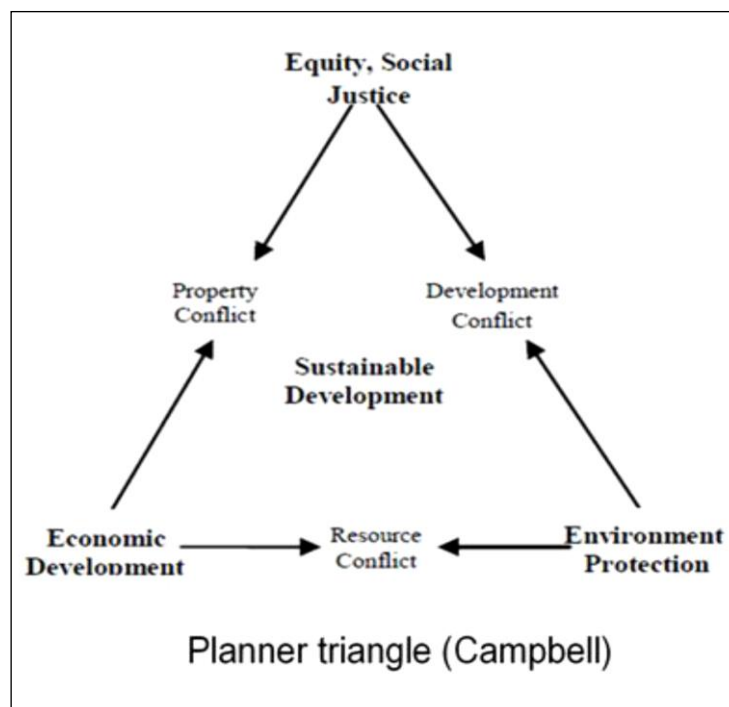 Equity, Social
Justice
Property
Conflict
Development
Conflict
Sustainable
Development
Economic
Development
Resource
Conflict
Environment
Protection
Planner triangle (Campbell)